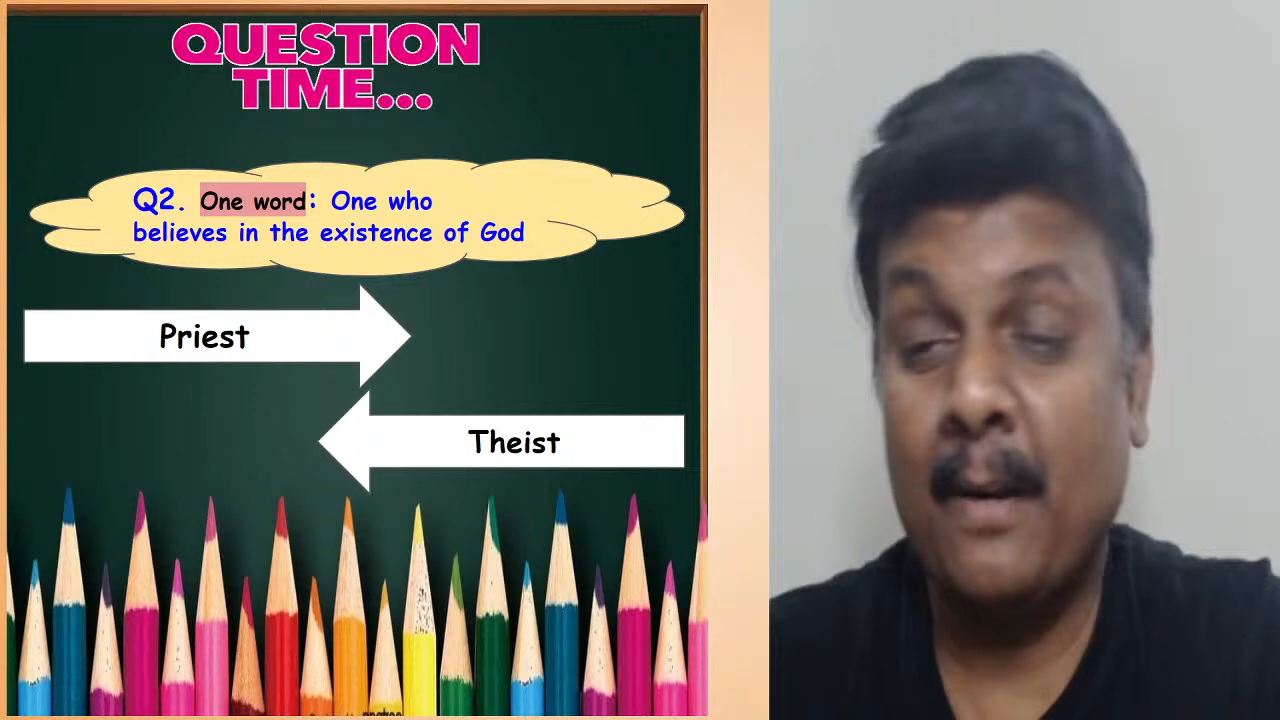 QUESTION
TIME...
Q2. One word: One who
believes in the existence of God
Priest
Theist